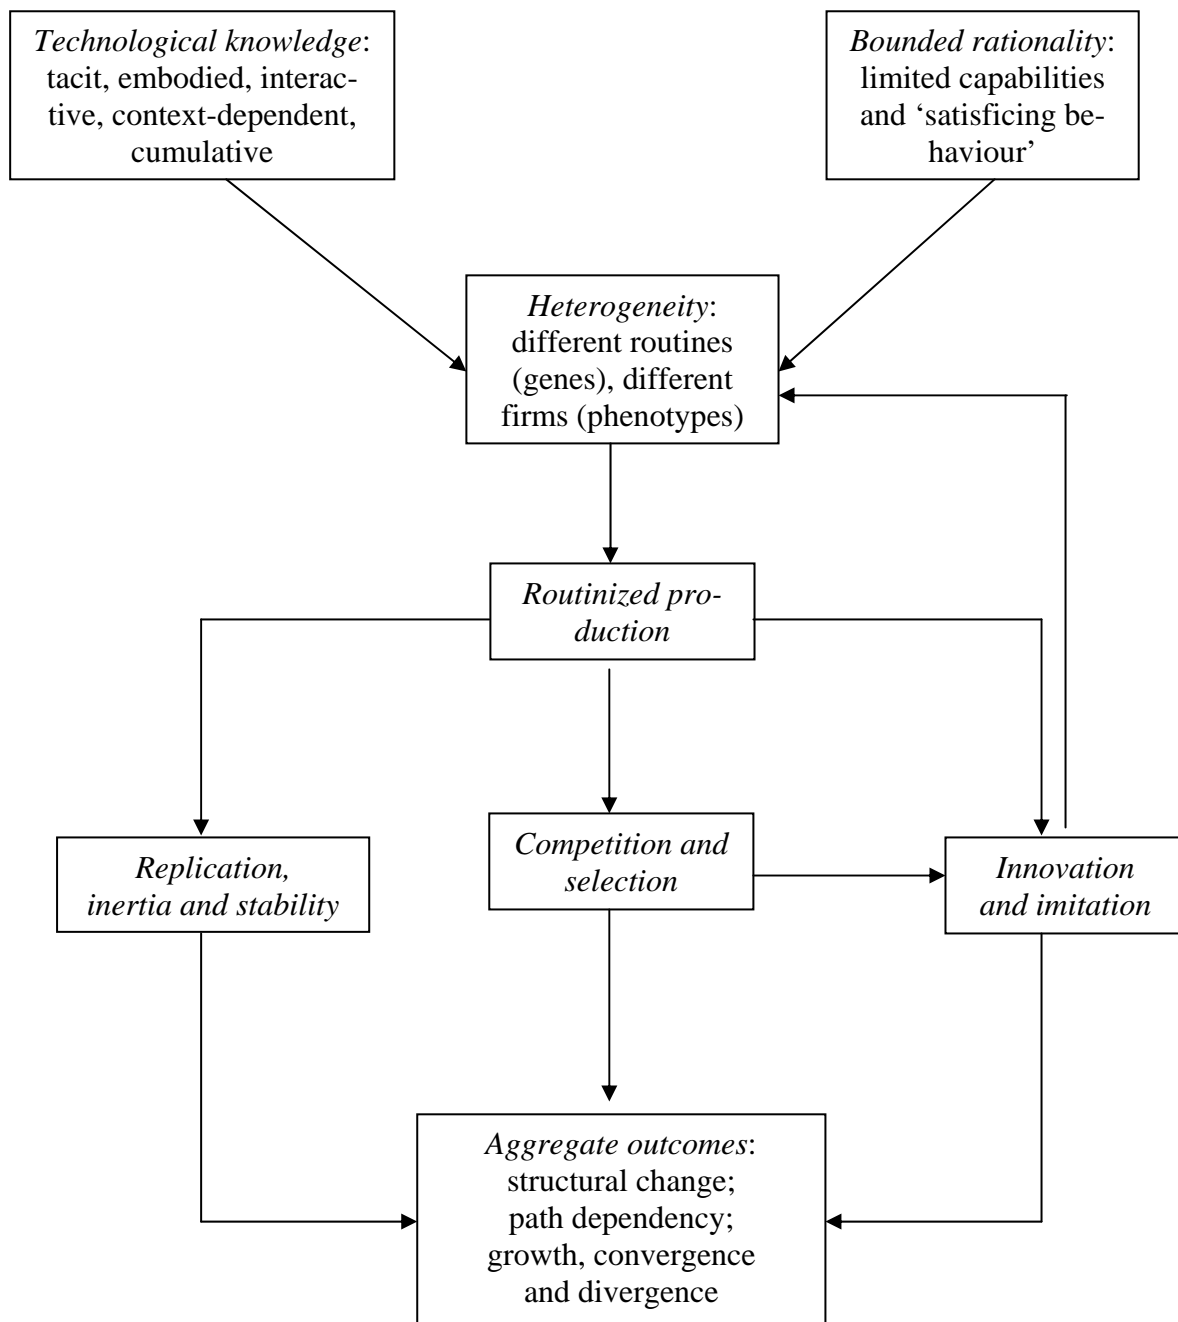 Technological knowledge:
tacit, embodied, interac-
tive, context-dependent,
cumulative
Bounded rationality:
limited capabilities
and ‘satisficing be-
haviour’
Heterogeneity:
different routines
(genes), different
firms (phenotypes)
Routinized pro-
duction
Replication,
inertia and stability
Competition and
selection
Innovation
and imitation
Aggregate outcomes:
structural change;
path dependency;
growth, convergence
and divergence